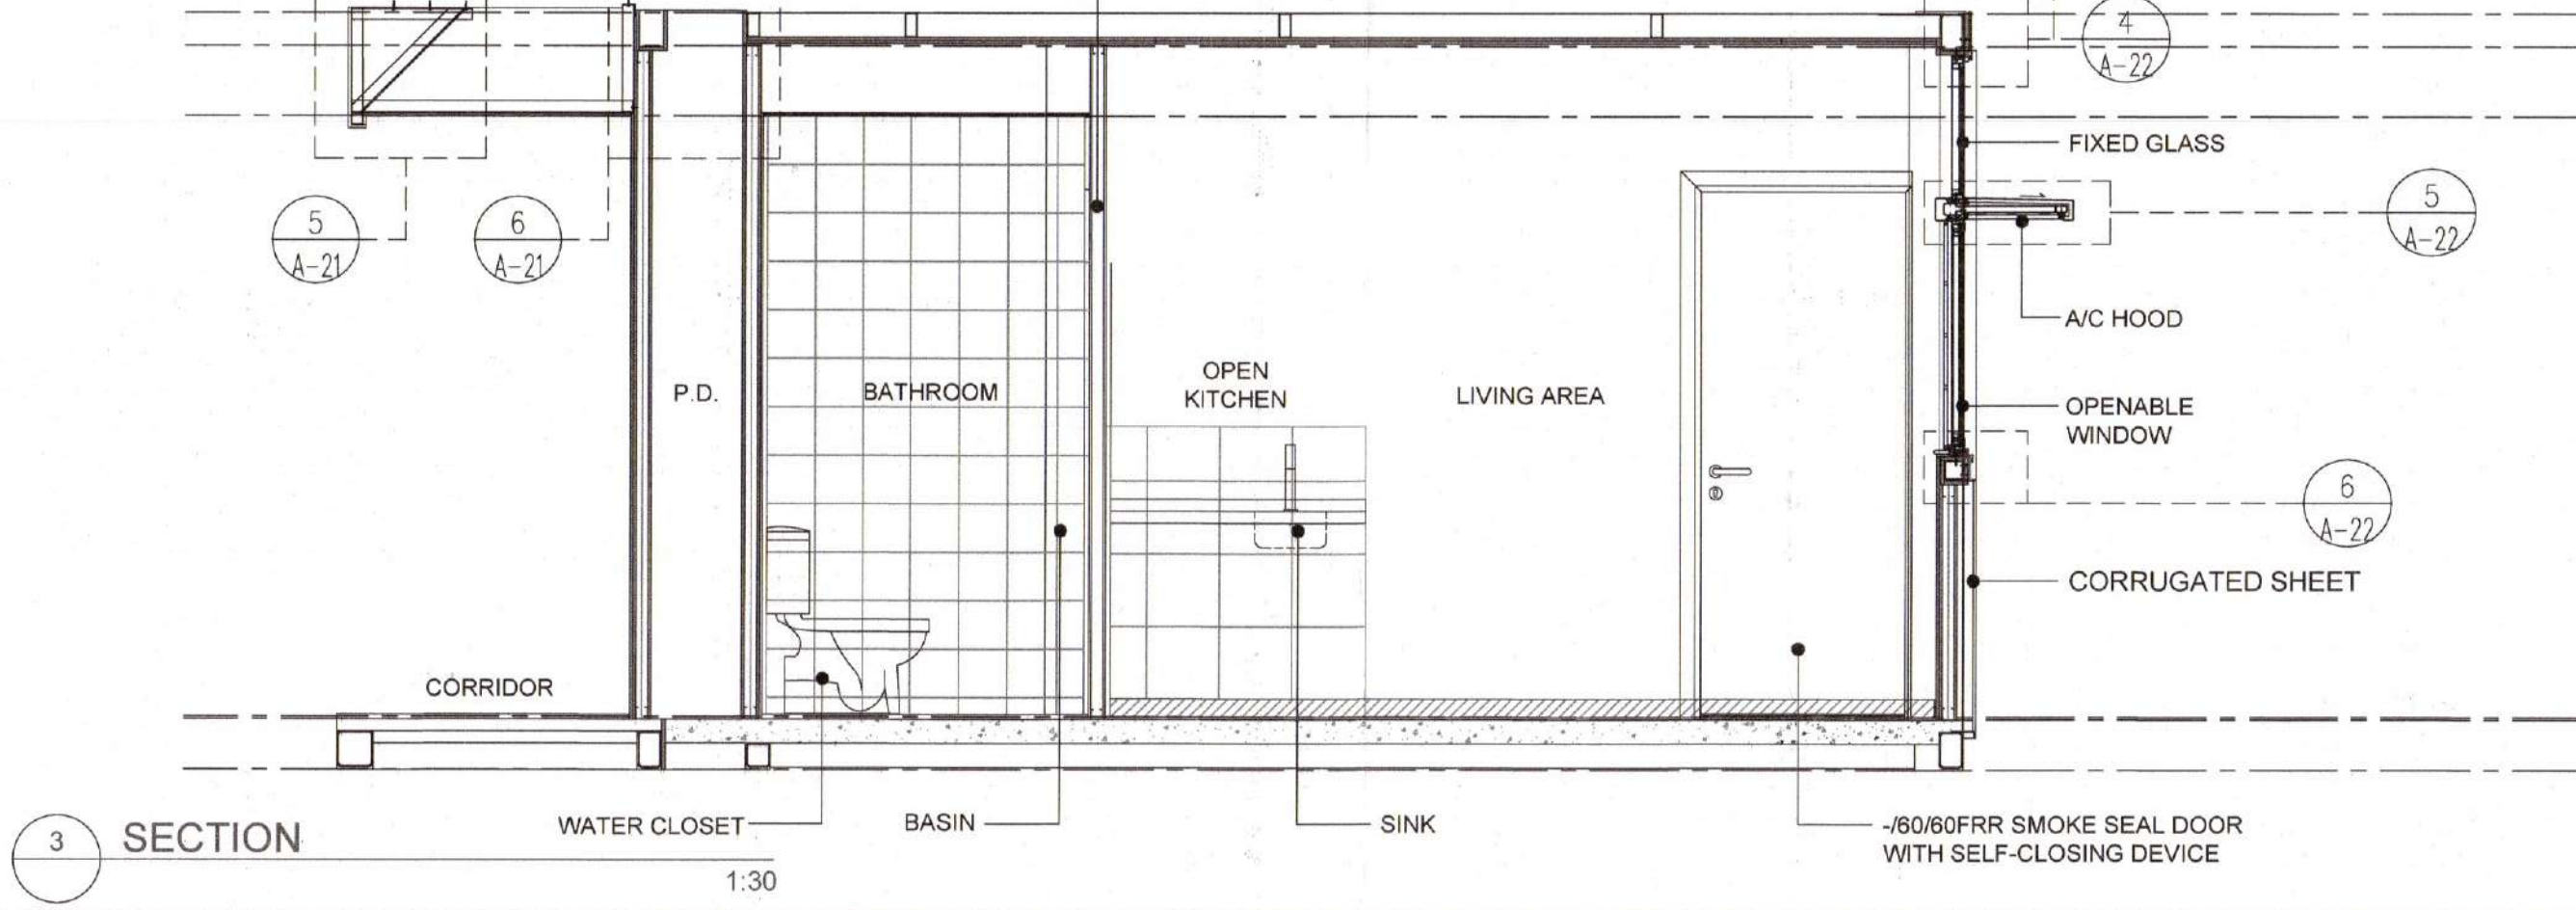 4
A-22
FIXED GLASS
5
A-21
6
A-21
5
A-22
A/C HOOD
P.D.
BATHROOM
OPEN
KITCHEN
LIVING AREA
OPENABLE
WINDOW
6
A-22
CORRUGATED SHEET
CORRIDOR
WATER CLOSET
BASIN
SINK
-/60/60FRR SMOKE SEAL DOOR
WITH SELF-CLOSING DEVICE
3
SECTION
1:30